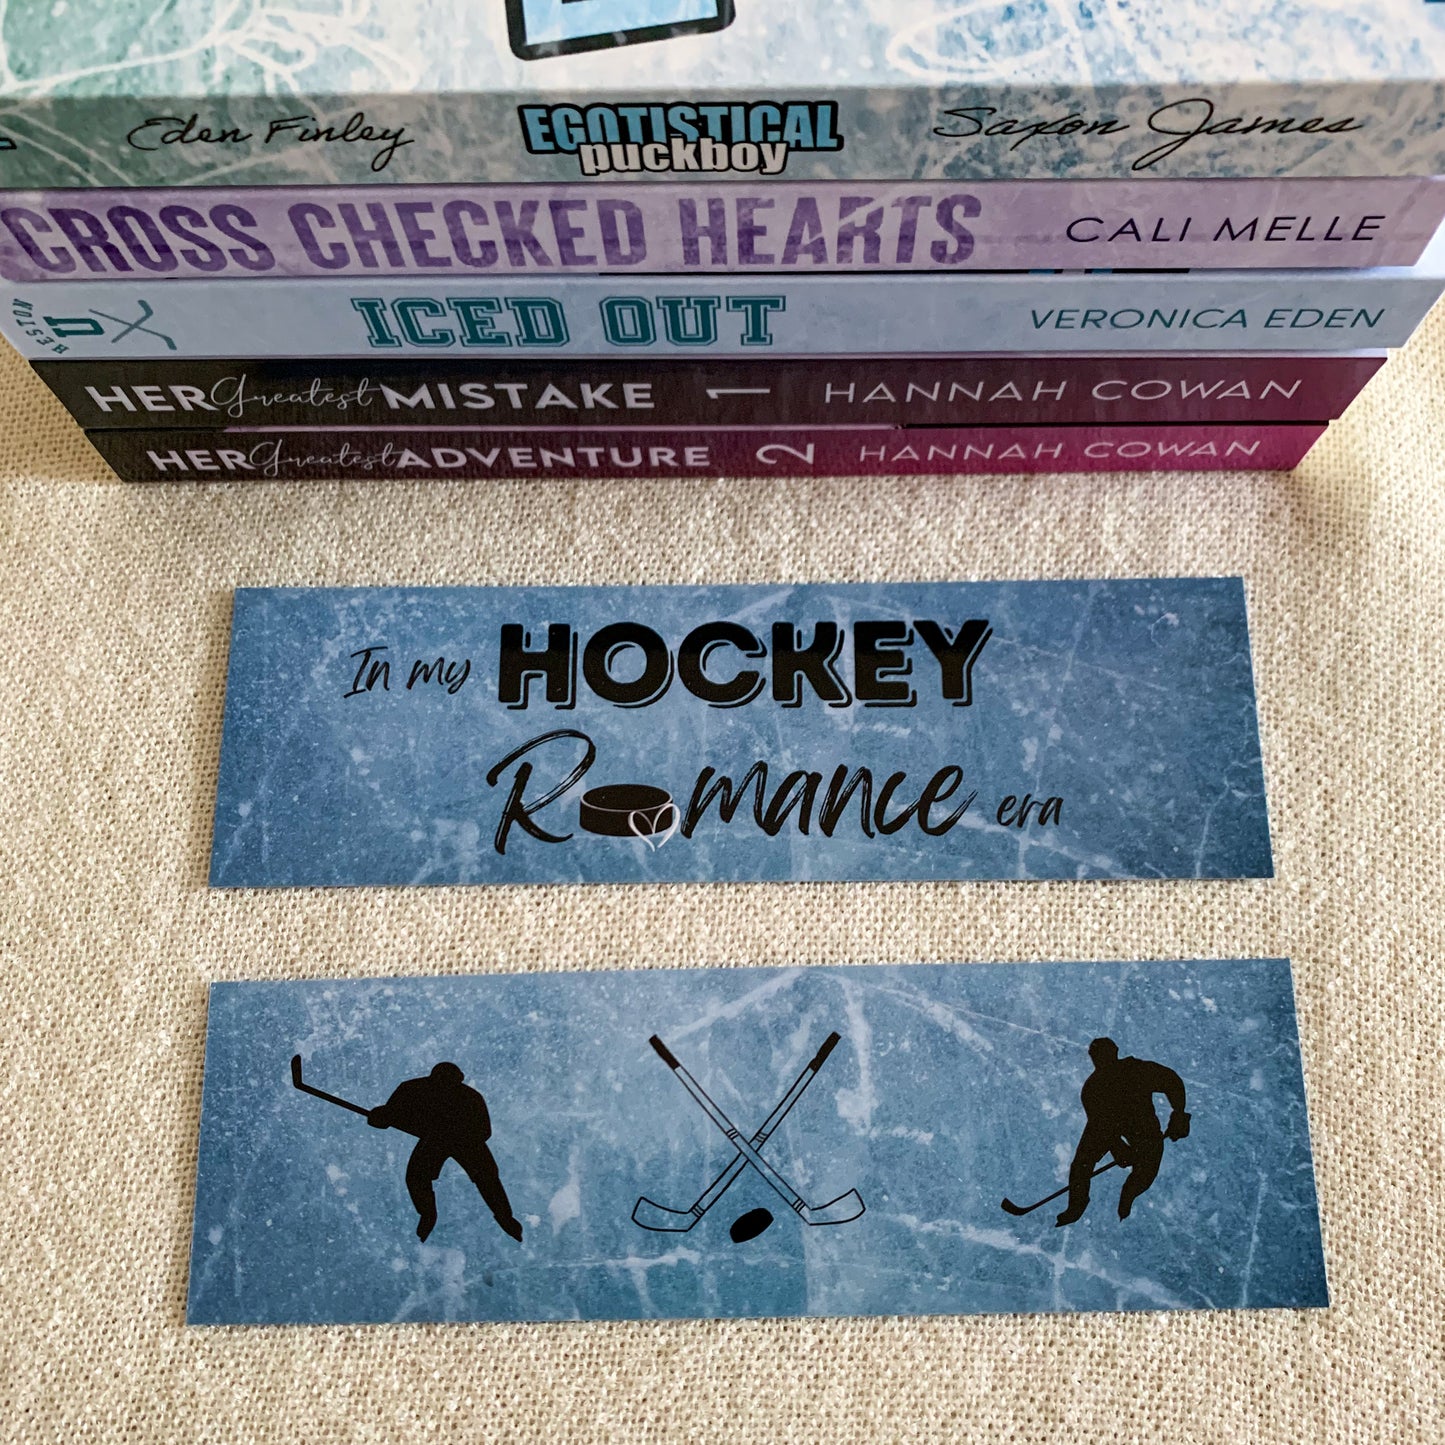 Eden Finley EGOTISTICAL Saxon James
puckboy
CROSS CHECKED HEARTS CALI MELLE
HESTON U ICED OUT VERONICA EDEN
HER Greatest MISTAKE 1 HANNAH COWAN
HER Greatest ADVENTURE 2 HANNAH COWAN
In my HOCKEY
Romance era